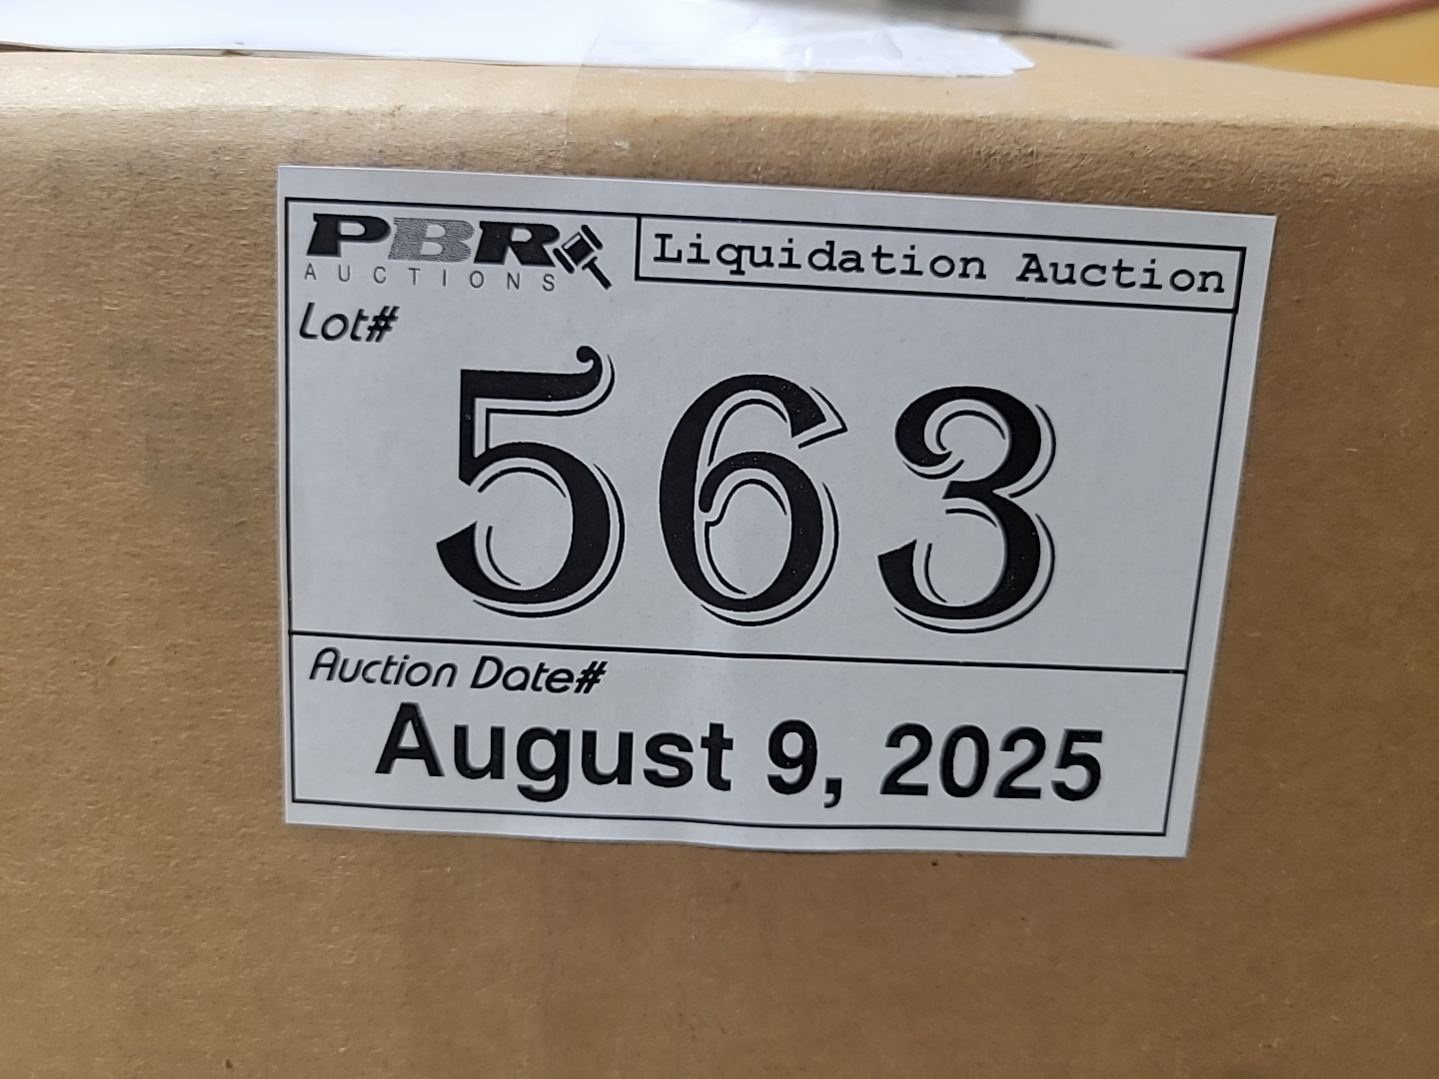 PBR
AUCTIONS
Liquidation Auction
Lot#
563
Auction Date#
August 9, 2025